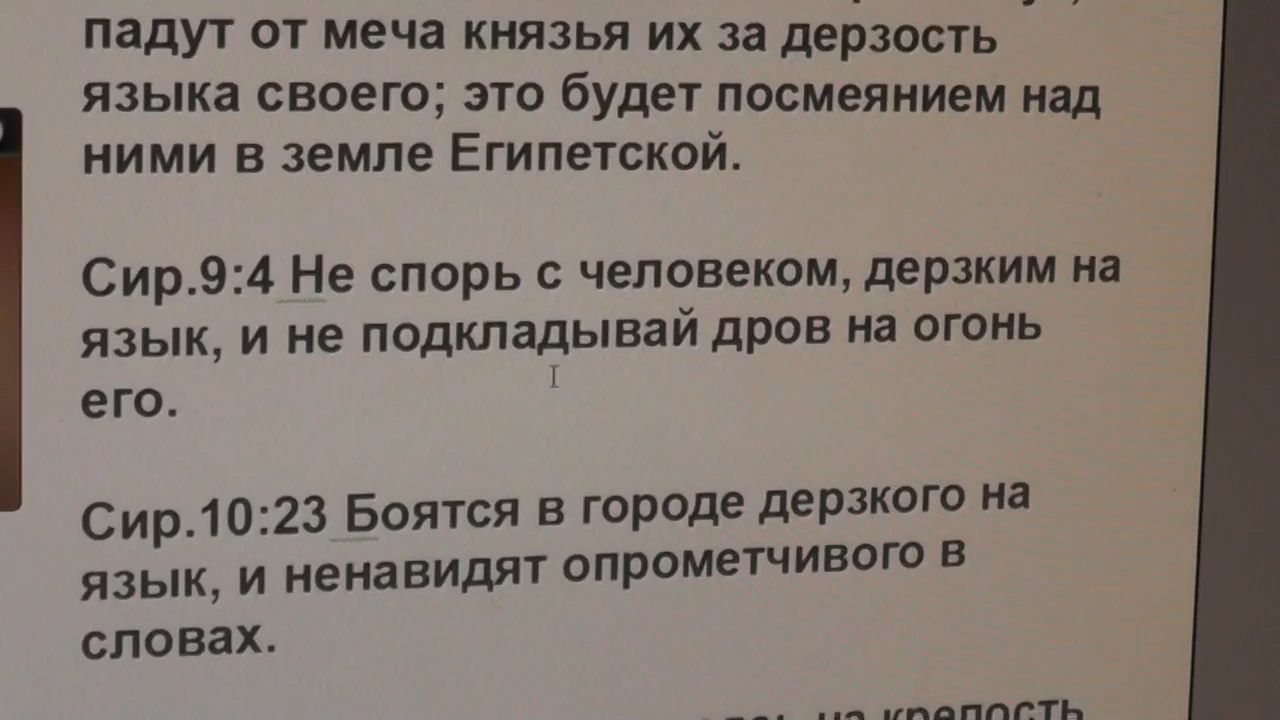 падут от меча князья их за дерзость
языка своего; это будет посмеянием над
ними в земле Египетской.
Сир.9:4 Не спорь с человеком, дерзким на
язык, и не подкладывай дров на огонь
его.
Сир.10:23 Боятся в городе дерзкого на
язык, и ненавидят опрометчивого в
словах.
на крепость